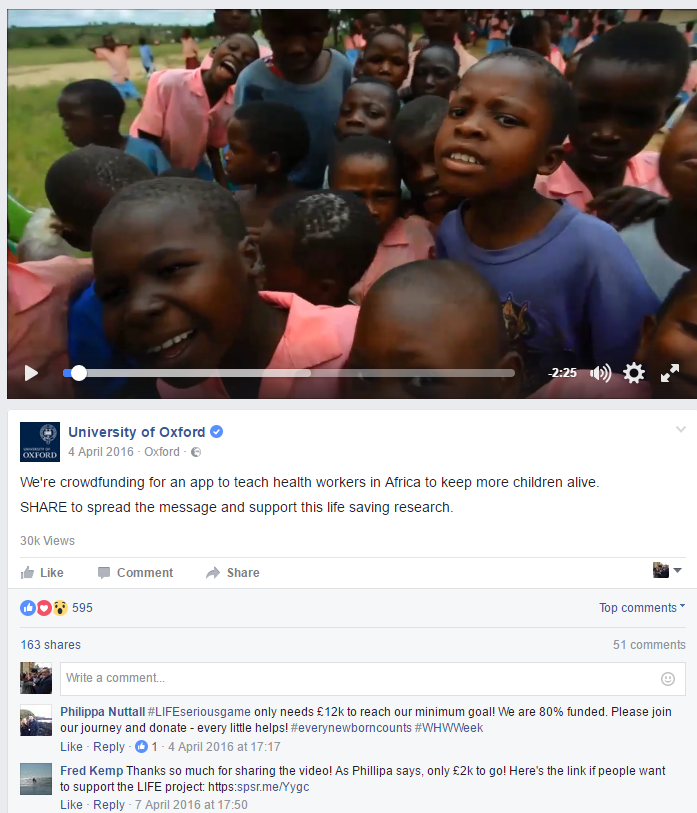 -2:25
UNIVERSITY OF
OXFORD
University of Oxford
4 April 2016 · Oxford ·
We're crowdfunding for an app to teach health workers in Africa to keep more children alive.
SHARE to spread the message and support this life saving research.
30k Views
Like Comment Share
595 Top comments
163 shares 51 comments
Write a comment...
Philippa Nuttall #LIFEseriousgame only needs £12k to reach our minimum goal! We are 80% funded. Please join
our journey and donate - every little helps! #everynewborncounts #WHWWeek
Like · Reply · 1 · 4 April 2016 at 17:17
Fred Kemp Thanks so much for sharing the video! As Phillipa says, only £2k to go! Here's the link if people want
to support the LIFE project: https:spsr.me/Yygc
Like · Reply · 7 April 2016 at 17:50